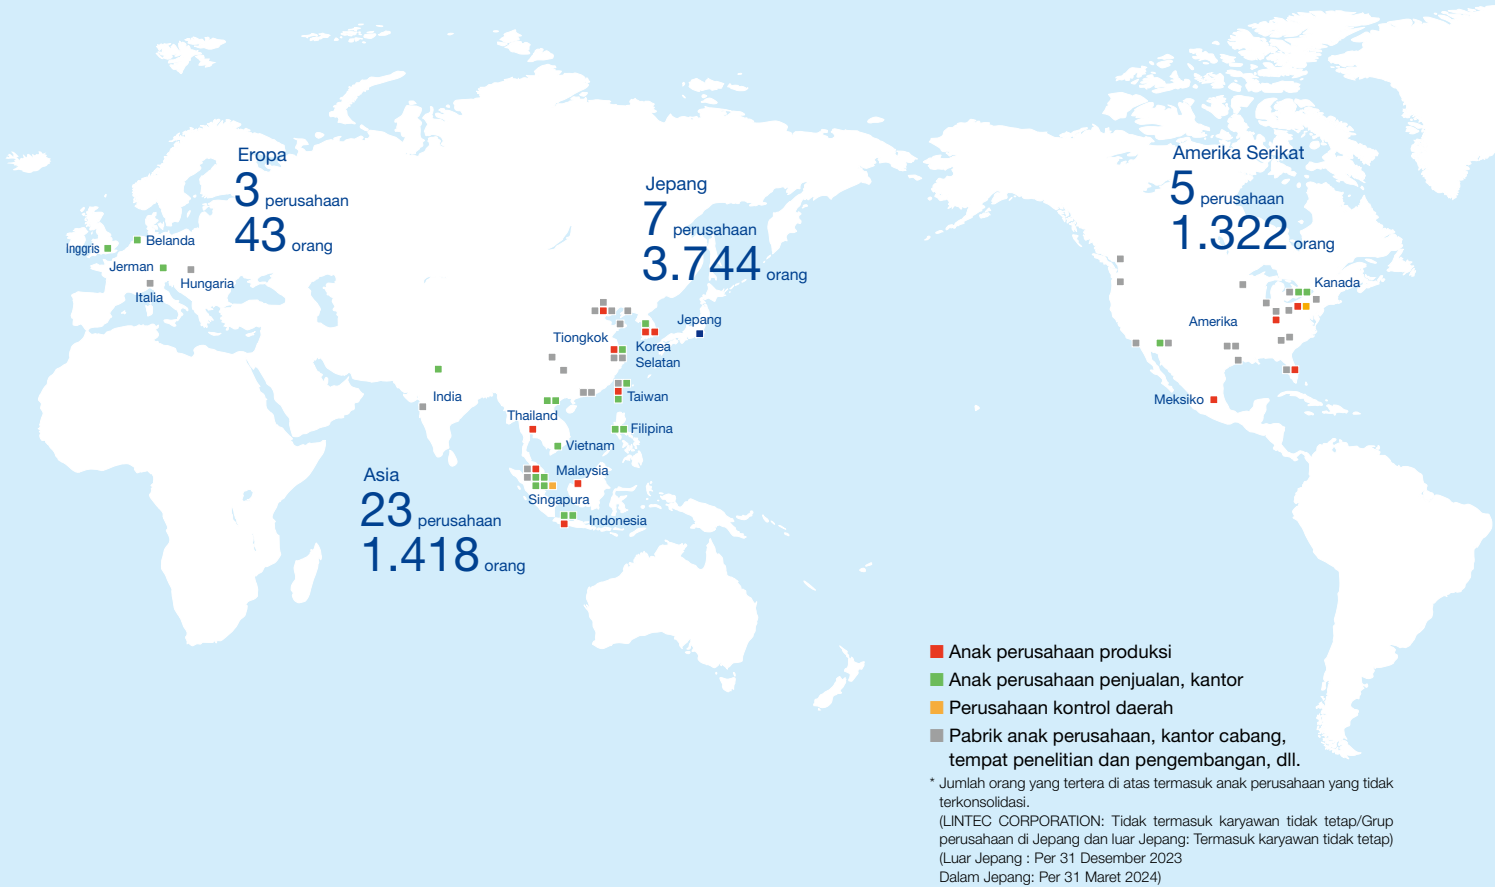 Eropa
3 perusahaan
43 orang
Inggris
Belanda
Jerman
Hungaria
Italia
Jepang
7 perusahaan
3.744 orang
Jepang
Tiongkok
Korea
Selatan
Taiwan
India
Thailand
Filipina
Vietnam
Malaysia
Singapura
Indonesia
Asia
23 perusahaan
1.418 orang
Amerika Serikat
5 perusahaan
1.322 orang
Kanada
Amerika
Meksiko
Anak perusahaan produksi
Anak perusahaan penjualan, kantor
Perusahaan kontrol daerah
Pabrik anak perusahaan, kantor cabang,
tempat penelitian dan pengembangan, dll.
* Jumlah orang yang tertera di atas termasuk anak perusahaan yang tidak
terkonsolidasi.
(LINTEC CORPORATION: Tidak termasuk karyawan tidak tetap/Grup
perusahaan di Jepang dan luar Jepang: Termasuk karyawan tidak tetap)
(Luar Jepang : Per 31 Desember 2023
Dalam Jepang: Per 31 Maret 2024)